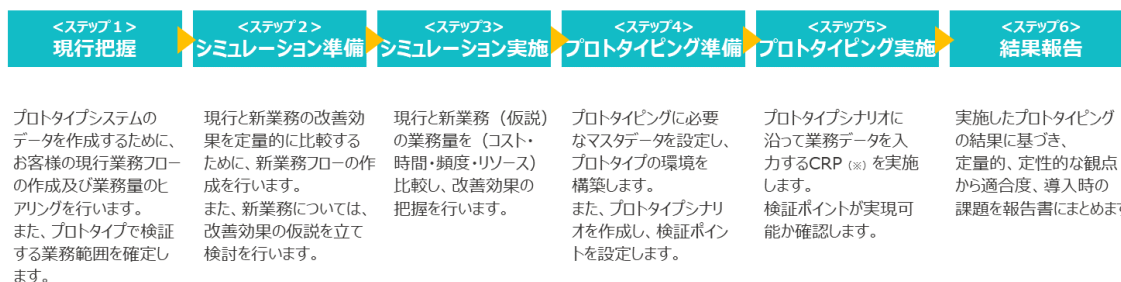 <ステップ1>
現行把握
プロトタイプシステムの
データを作成するために、
お客様の現行業務フロー
の作成及び業務量のヒ
アリングを行います。
また、プロトタイプで検証
する業務範囲を確定し
ます。
<ステップ2>
シミュレーション準備
現行と新業務の改善効
果を定量的に比較する
ために、新業務フローの作
成を行います。
また、新業務については、
改善効果の仮説を立て
検討を行います。
<ステップ3>
シミュレーション実施
現行と新業務（仮説）
の業務量を（コスト・
時間・頻度・リソース）
比較し、改善効果の
把握を行います。
<ステップ4>
プロトタイピング準備
プロトタイピングに必要
なマスタデータを設定し、
プロトタイプの環境を
構築します。
また、プロトタイプシナリ
オを作成し、検証ポイン
トを設定します。
<ステップ5>
プロトタイピング実施
プロトタイプシナリオに
沿って業務データを入
力するCRP（※）を実施
します。
検証ポイントが実現可
能か確認します。
<ステップ6>
結果報告
実施したプロトタイピング
の結果に基づき、
定量的、定性的な観点
から適合度、導入時の
課題を報告書にまとめます